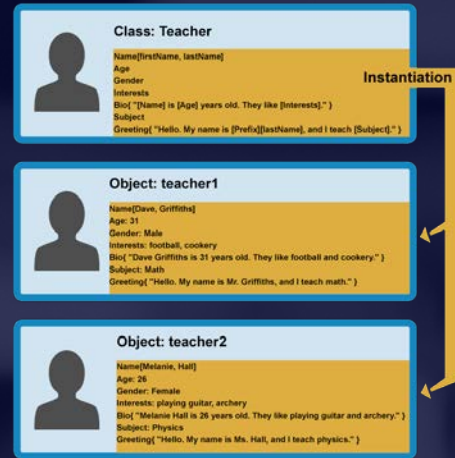 Class: Teacher
Name[firstName, lastName]
Age
Gender
Interests
Bio{ "[Name] is [Age] years old. They like [Interests]." }
Subject
Greeting{ "Hello. My name is [Prefix][lastName], and I teach [Subject]." }
Instantiation
Object: teacher1
Name[Dave, Griffiths]
Age: 31
Gender: Male
Interests: football, cookery
Bio{ "Dave Griffiths is 31 years old. They like football and cookery." }
Subject: Math
Greeting{ "Hello. My name is Mr. Griffiths, and I teach math." }
Object: teacher2
Name[Melanie, Hall]
Age: 26
Gender: Female
Interests: playing guitar, archery
Bio{ "Melanie Hall is 26 years old. They like playing guitar and archery." }
Subject: Physics
Greeting{ "Hello. My name is Ms. Hall, and I teach physics." }